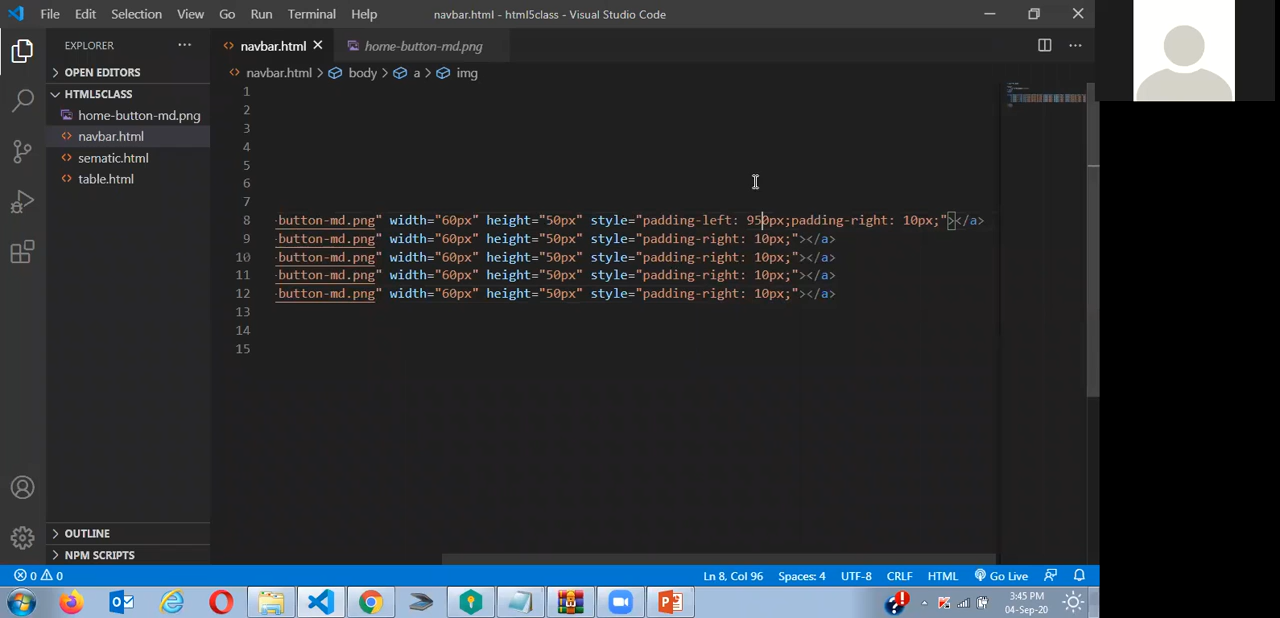 File Edit Selection View Go Run Terminal Help navbar.html - html5class - Visual Studio Code
EXPLORER ··· navbar.html home-button-md.png ···
OPEN EDITORS navbar.html > body > a > img
HTML5CLASS
home-button-md.png
navbar.html
sematic.html
table.html
1
2
3
4
5
6
7
8 -button-md.png" width="60px" height="50px" style="padding-left: 950px;padding-right: 10px;"></a>
9 -button-md.png" width="60px" height="50px" style="padding-right: 10px;"></a>
10 -button-md.png" width="60px" height="50px" style="padding-right: 10px;"></a>
11 -button-md.png" width="60px" height="50px" style="padding-right: 10px;"></a>
12 -button-md.png" width="60px" height="50px" style="padding-right: 10px;"></a>
13
14
15
OUTLINE
NPM SCRIPTS
0 0 Ln 8, Col 96 Spaces: 4 UTF-8 CRLF HTML Go Live
3:45 PM
04-Sep-20